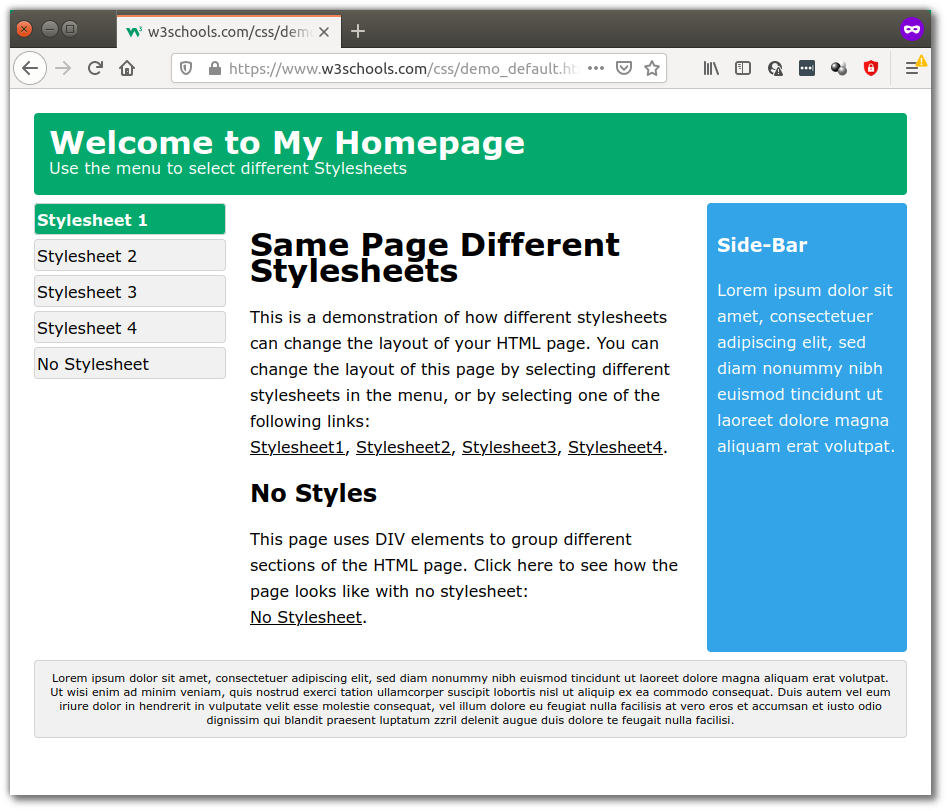 w3schools.com/css/demo
https://www.w3schools.com/css/demo_default.ht
Welcome to My Homepage
Use the menu to select different Stylesheets
Stylesheet 1
Stylesheet 2
Stylesheet 3
Stylesheet 4
No Stylesheet
Same Page Different
Stylesheets
This is a demonstration of how different stylesheets
can change the layout of your HTML page. You can
change the layout of this page by selecting different
stylesheets in the menu, or by selecting one of the
following links:
Stylesheet1, Stylesheet2, Stylesheet3, Stylesheet4.
No Styles
This page uses DIV elements to group different
sections of the HTML page. Click here to see how the
page looks like with no stylesheet:
No Stylesheet.
Side-Bar
Lorem ipsum dolor sit
amet, consectetuer
adipiscing elit, sed
diam nonummy nibh
euismod tincidunt ut
laoreet dolore magna
aliquam erat volutpat.
Lorem ipsum dolor sit amet, consectetuer adipiscing elit, sed diam nonummy nibh euismod tincidunt ut laoreet dolore magna aliquam erat volutpat.
Ut wisi enim ad minim veniam, quis nostrud exerci tation ullamcorper suscipit lobortis nisl ut aliquip ex ea commodo consequat. Duis autem vel eum
iriure dolor in hendrerit in vulputate velit esse molestie consequat, vel illum dolore eu feugiat nulla facilisis at vero eros et accumsan et iusto odio
dignissim qui blandit praesent luptatum zzril delenit augue duis dolore te feugait nulla facilisi.